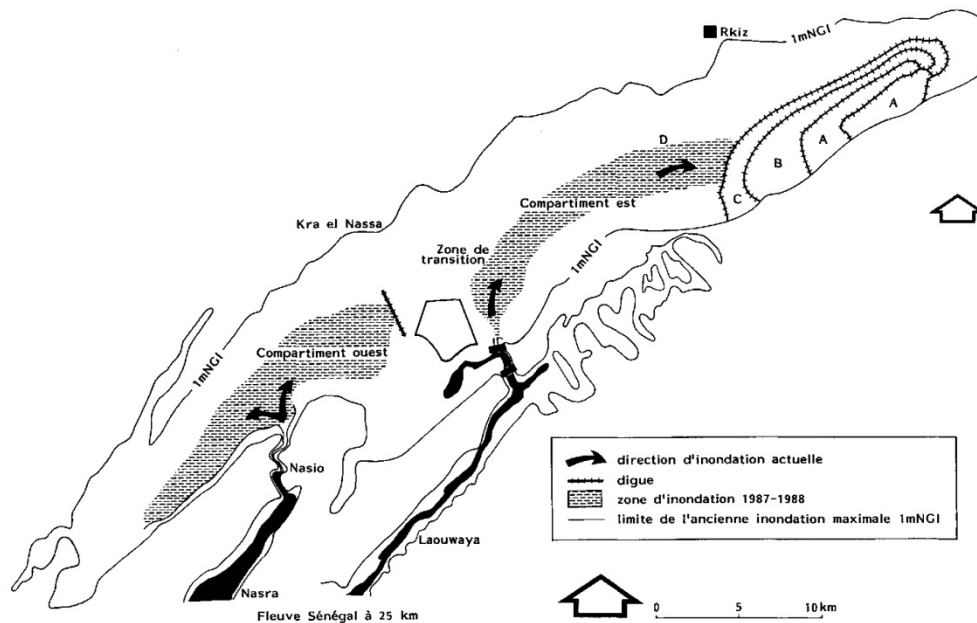 Rkiz
1mNGI
A
A
D
B
C
Compartiment est
Kra el Nassa
Zone de
transition
1mNGI
Compartiment ouest
1mNGI
Nasio
Laouwaya
Nasra
Fleuve Sénégal à 25 km
direction d'inondation actuelle
digue
zone d'inondation 1987-1988
limite de l'ancienne inondation maximale 1mNGI
0 5 10 km